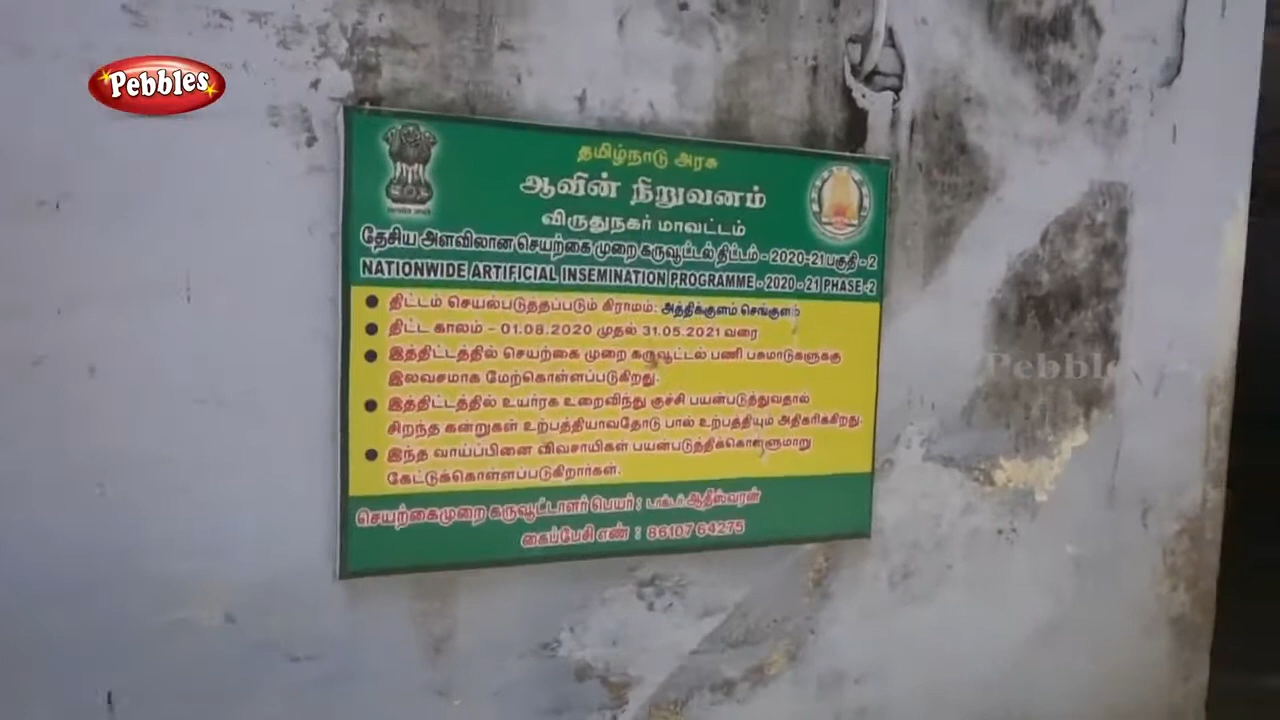 Pebbles
தமிழ்நாடு அரசு
ஆவின் நிறுவனம்
விருதுநகர் மாவட்டம்
தேசிய அளவிலான செயற்கை முறை கருவூட்டல் திட்டம் - 2020-21 பகுதி - 2
NATIONWIDE ARTIFICIAL INSEMINATION PROGRAMME - 2020 - 21 PHASE -2
● திட்டம் செயல்படுத்தப்படும் கிராமம்: அத்திக்குளம் செங்குளம்
● திட்ட காலம் - 01.08.2020 முதல் 31.05.2021 வரை
● இத்திட்டத்தில் செயற்கை முறை கருவூட்டல் பணி பசுமாடுகளுக்கு
இலவசமாக மேற்கொள்ளப்படுகிறது.
● இத்திட்டத்தில் உயர்ரக உறைவிந்து குச்சி பயன்படுத்துவதால்
சிறந்த கன்றுகள் உற்பத்தியாவதோடு பால் உற்பத்தியும் அதிகரிக்கிறது.
● இந்த வாய்ப்பினை விவசாயிகள் பயன்படுத்திக்கொள்ளுமாறு
கேட்டுக்கொள்ளப்படுகிறார்கள்.
செயற்கைமுறை கருவூட்டாளர் பெயர் : டாக்டர் ஆதீஸ்வரன்
கைப்பேசி எண் : 86107 64275